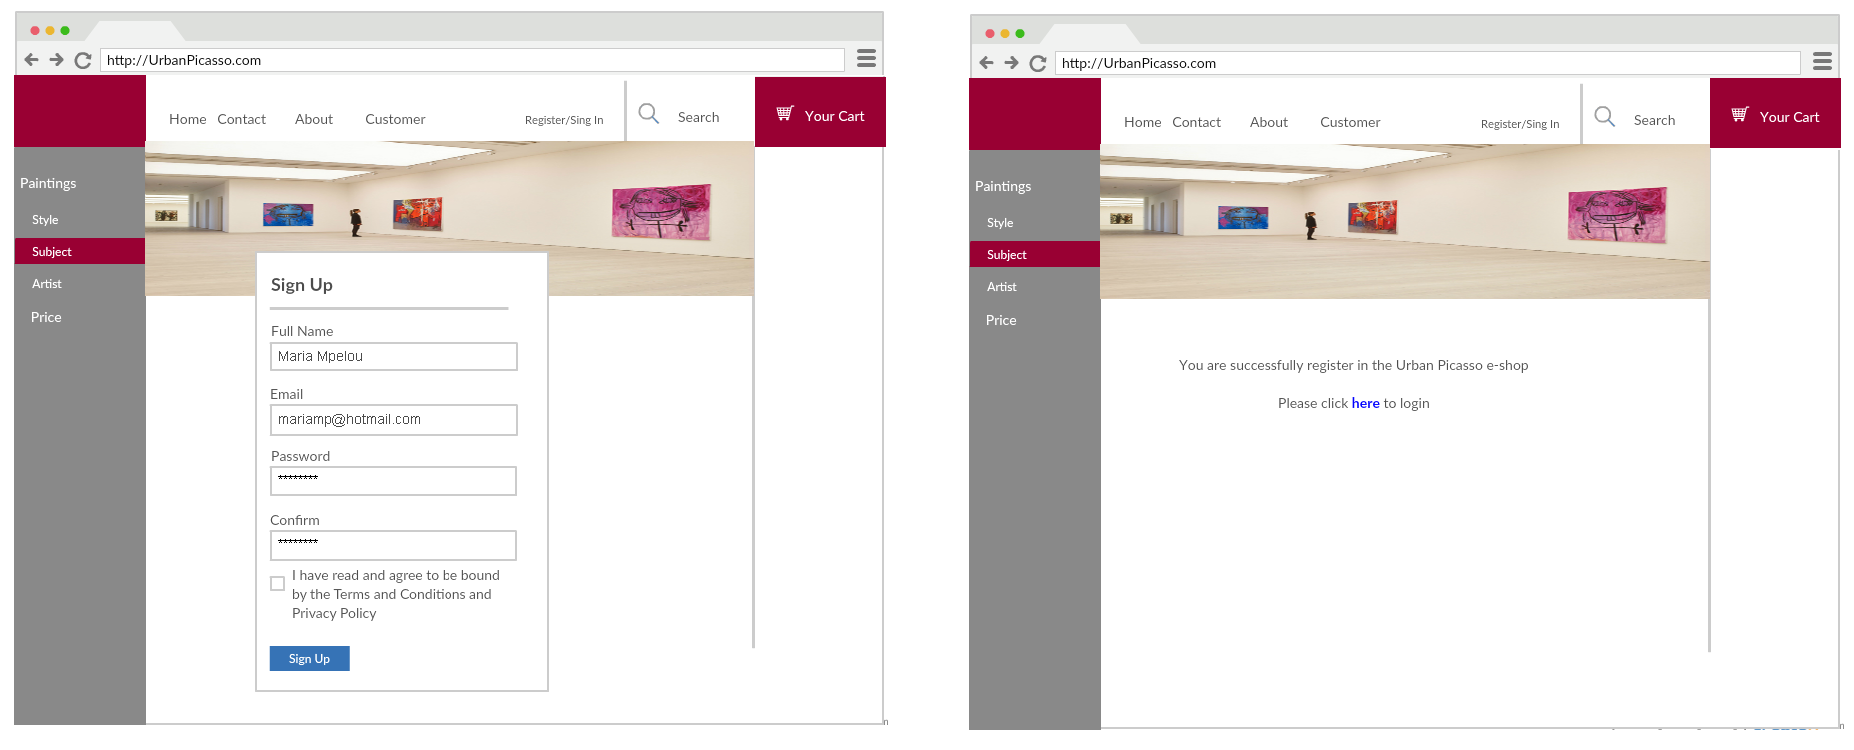 http://UrbanPicasso.com
Home Contact About Customer Register/Sing In Search Your Cart
Paintings
Style
Subject
Artist
Price
Sign Up
Full Name
Maria Mpelou
Email
mariamp@hotmail.com
Password
********
Confirm
********
I have read and agree to be bound
by the Terms and Conditions and
Privacy Policy
Sign Up
http://UrbanPicasso.com
Home Contact About Customer Register/Sing In Search Your Cart
Paintings
Style
Subject
Artist
Price
You are successfully register in the Urban Picasso e-shop
Please click here to login